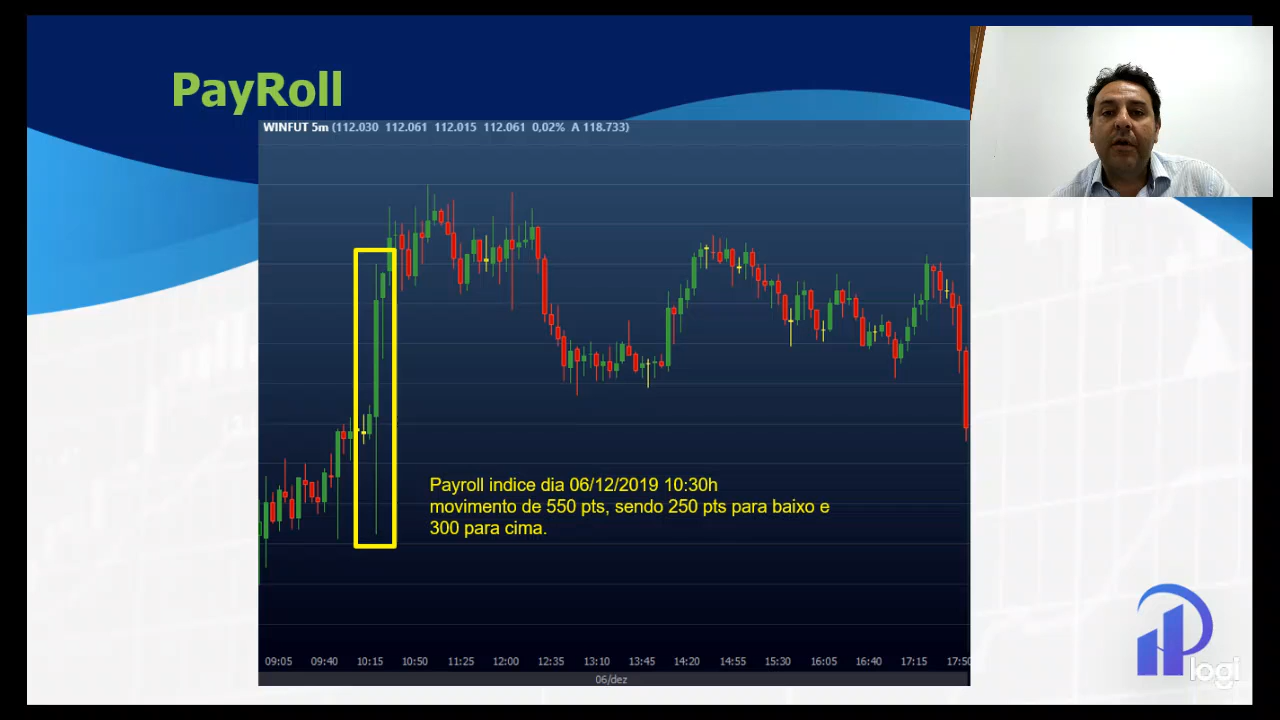 PayRoll
WINFUT 5m (112.030 112.061 112.015 112.061 0,02% A 118.733)
Payroll indice dia 06/12/2019 10:30h
movimento de 550 pts, sendo 250 pts para baixo e
300 para cima.
09:05 09:40 10:15 10:50 11:25 12:00 12:35 13:10 13:45 14:20 14:55 15:30 16:05 16:40 17:15 17:50
06/dez
logi